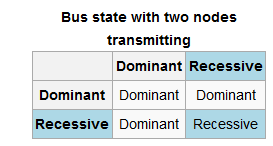 Bus state with two nodes
transmitting
Dominant Recessive
Dominant Dominant Dominant
Recessive Dominant Recessive